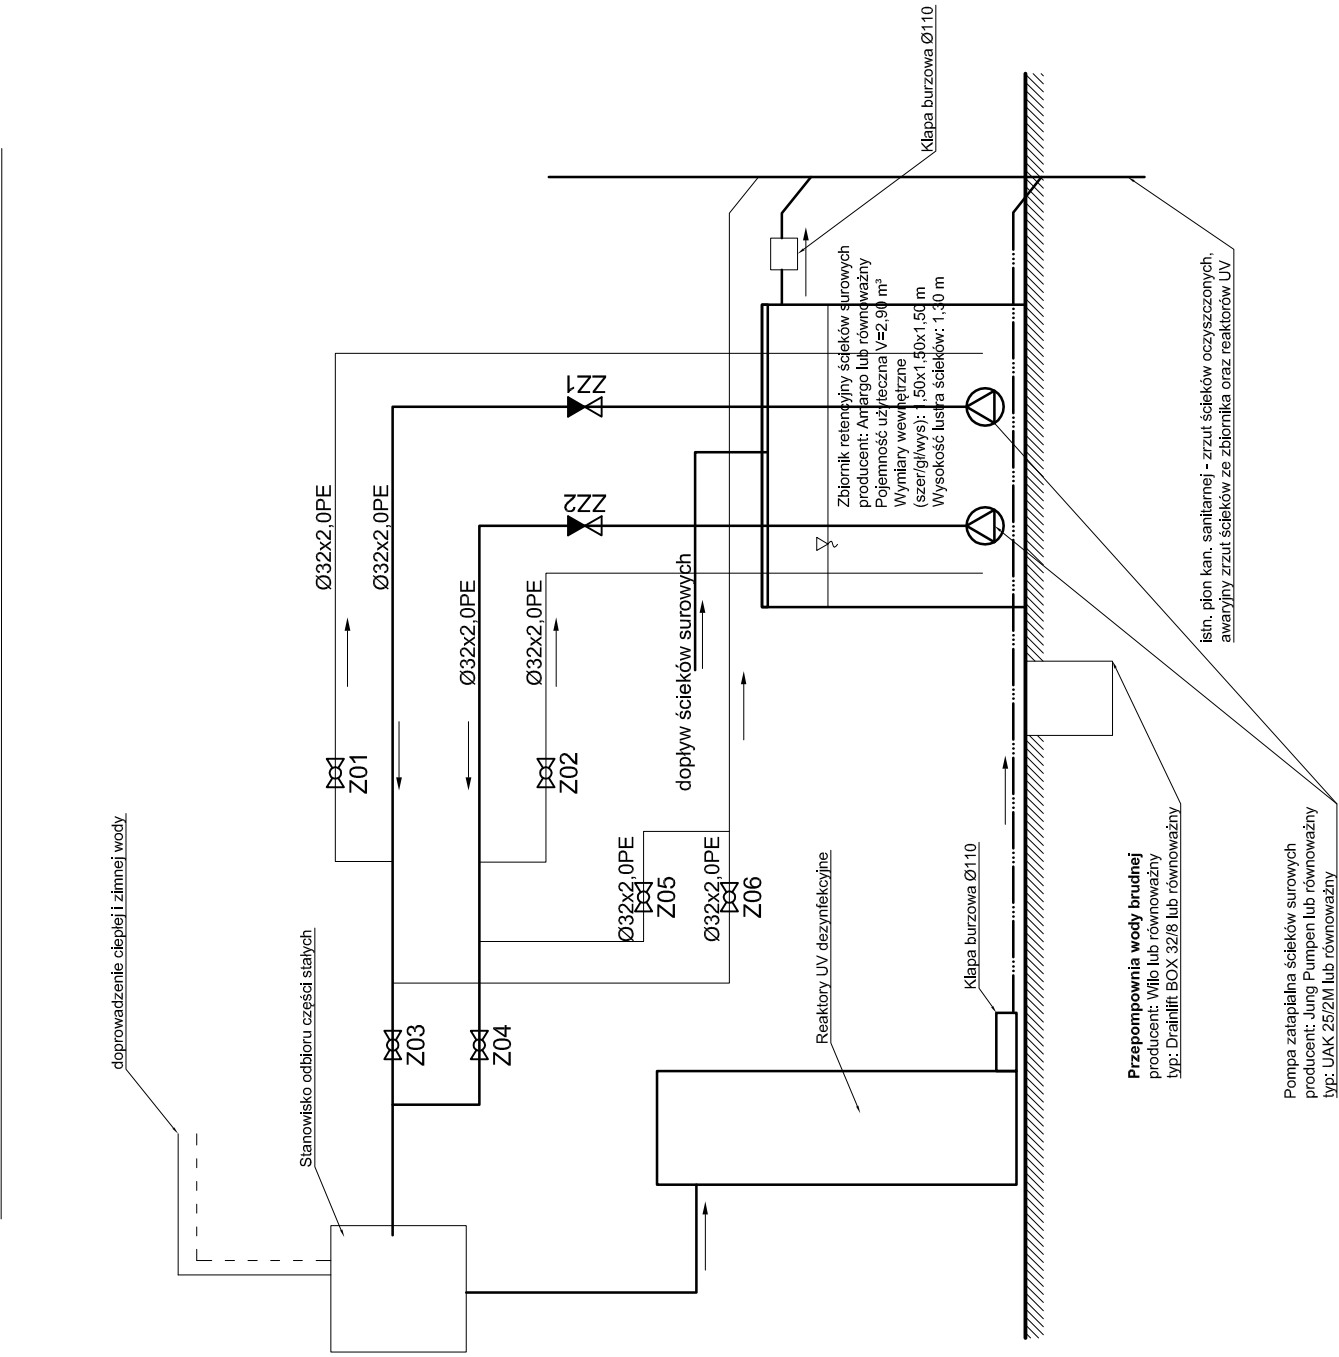 doprowadzenie ciepłej i zimnej wody
Stanowisko odbioru części stałych
Ø32x2,0PE
Z01
Ø32x2,0PE
Z03
ZZ1
Ø32x2,0PE
Z04
ZZ2
Ø32x2,0PE
Z02
Ø32x2,0PE
Z05
Ø32x2,0PE
Z06
dopływ ścieków surowych
Reaktory UV dezynfekcyjne
Zbiornik retencyjny ścieków surowych
producent: Amargo lub równoważny
Pojemność użyteczna V=2,90 m³
Wymiary wewnętrzne
(szer/gł/wys): 1,50x1,50x1,50 m
Wysokość lustra ścieków: 1,30 m
Klapa burzowa Ø110
Klapa burzowa Ø110
Przepompownia wody brudnej
producent: Wilo lub równoważny
typ: Drainlift BOX 32/8 lub równoważny
istn. pion kan. sanitarnej - zrzut ścieków oczyszczonych,
awaryjny zrzut ścieków ze zbiornika oraz reaktorów UV
Pompa zatapialna ścieków surowych
producent: Jung Pumpen lub równoważny
typ: UAK 25/2M lub równoważny